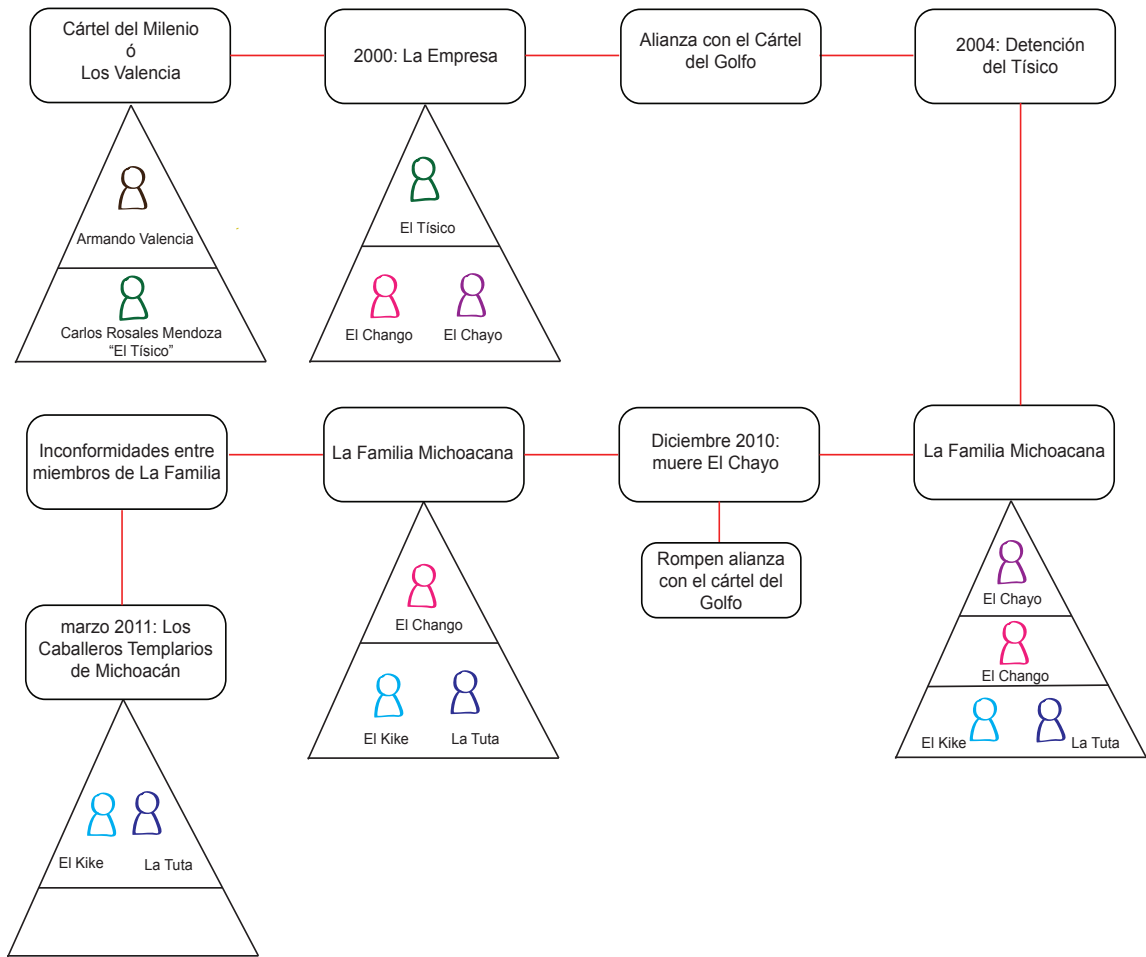 Cártel del Milenio
ó
Los Valencia
2000: La Empresa
Alianza con el Cártel
del Golfo
2004: Detención
del Tísico
Armando Valencia
Carlos Rosales Mendoza
“El Tísico”
El Tísico
El Chango
El Chayo
Inconformidades entre
miembros de La Familia
La Familia Michoacana
Diciembre 2010:
muere El Chayo
La Familia Michoacana
Rompen alianza
con el cártel del
Golfo
El Chayo
El Chango
El Kike
La Tuta
El Chango
El Kike
La Tuta
marzo 2011: Los
Caballeros Templarios
de Michoacán
El Kike
La Tuta